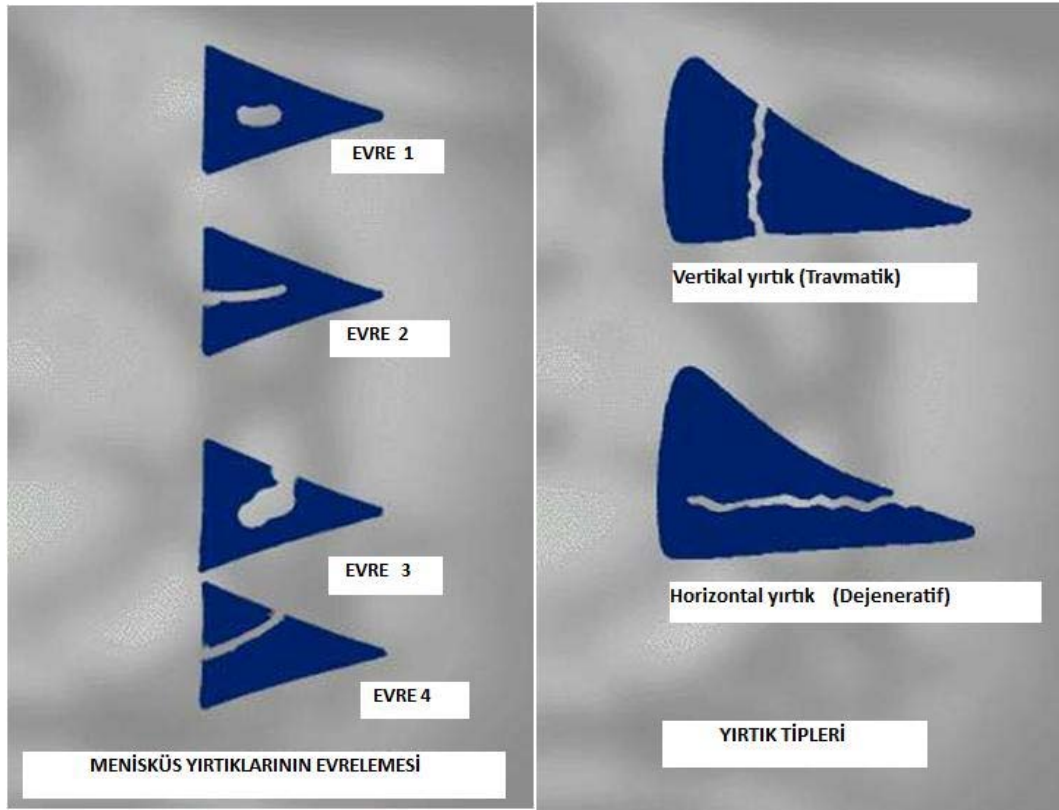 EVRE 1
EVRE 2
EVRE 3
EVRE 4
MENİSKÜS YIRTIKLARININ EVRELEMESİ
Vertikal yırtık (Travmatik)
Horizontal yırtık (Dejeneratif)
YIRTIK TİPLERİ